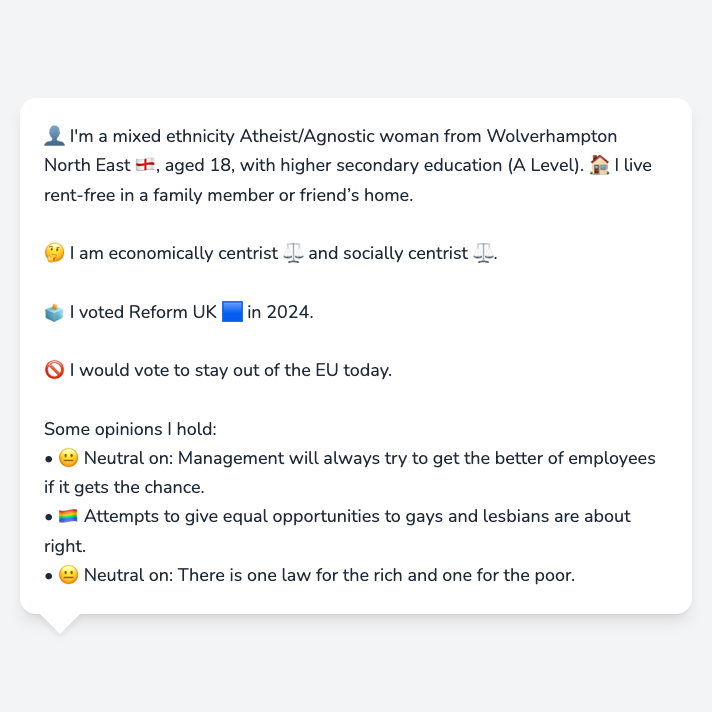 👤 I'm a mixed ethnicity Atheist/Agnostic woman from Wolverhampton
North East 🏴󠁧󠁢󠁥󠁮󠁧󠁿, aged 18, with higher secondary education (A Level). 🏠 I live
rent-free in a family member or friend’s home.
🤔 I am economically centrist ⚖️ and socially centrist ⚖️.
🗳️ I voted Reform UK 🟦 in 2024.
🚫 I would vote to stay out of the EU today.
Some opinions I hold:
• 😐 Neutral on: Management will always try to get the better of employees
if it gets the chance.
• 🏳️‍🌈 Attempts to give equal opportunities to gays and lesbians are about
right.
• 😐 Neutral on: There is one law for the rich and one for the poor.